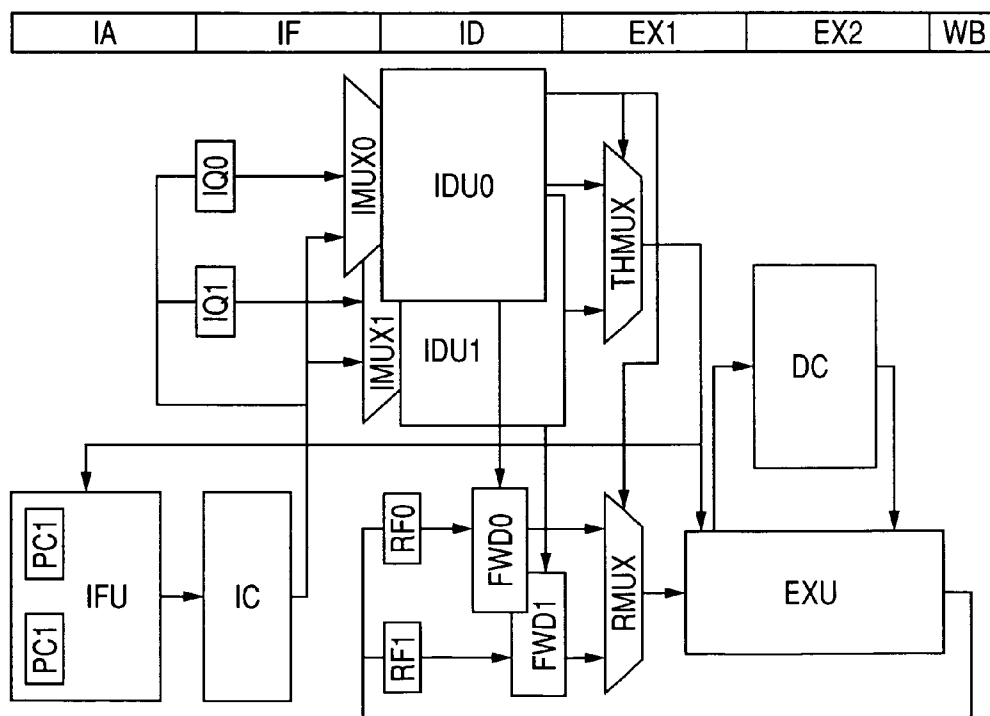 IA IF ID EX1 EX2 WB
IQ0
IMUX0
IDU0
THMUX
IQ1
IMUX1
IDU1
DC
PC1
IFU
PC1
IC
RF0
FWD0
RF1
FWD1
RMUX
EXU